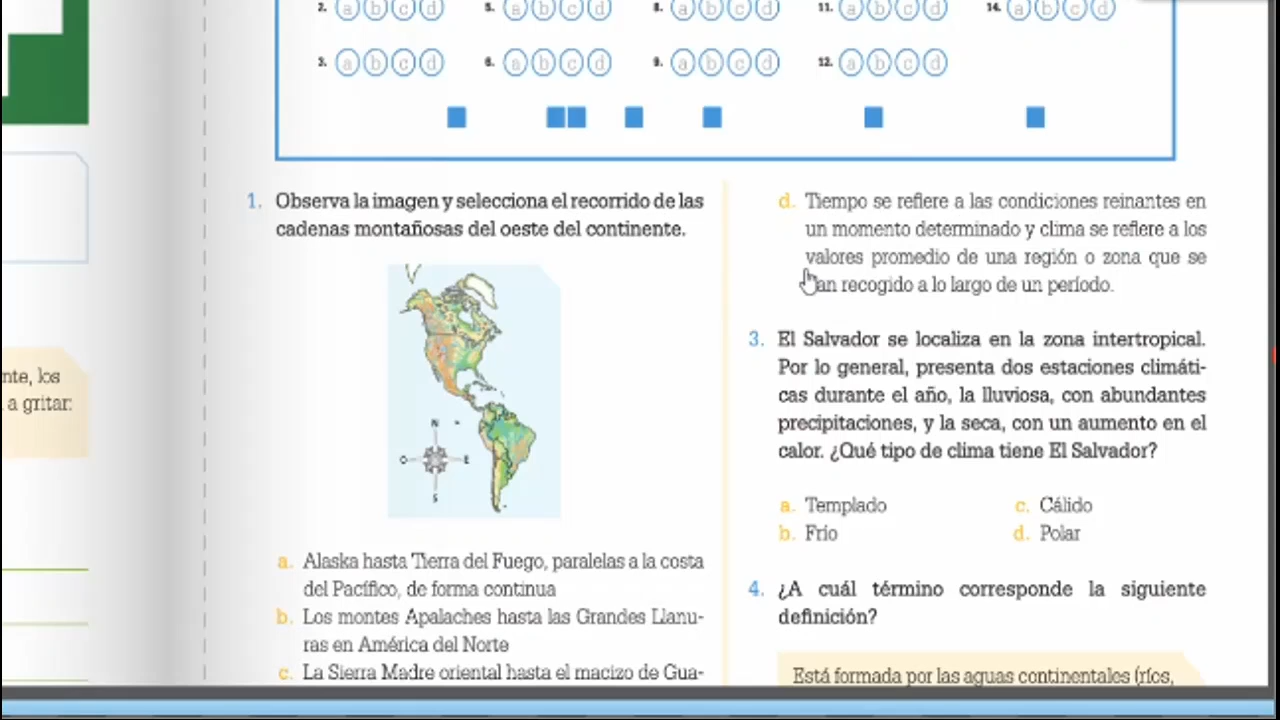 2. a b c d 5. a b c d 8. a b c d 11. a b c d 14. a b c d
3. a b c d 6. a b c d 9. a b c d 12. a b c d
nte, los
a gritar:
1. Observa la imagen y selecciona el recorrido de las
cadenas montañosas del oeste del continente.
N
O E
S
a. Alaska hasta Tierra del Fuego, paralelas a la costa
del Pacífico, de forma continua
b. Los montes Apalaches hasta las Grandes Llanu-
ras en América del Norte
c. La Sierra Madre oriental hasta el macizo de Gua-
d. Tiempo se refiere a las condiciones reinantes en
un momento determinado y clima se refiere a los
valores promedio de una región o zona que se
an recogido a lo largo de un período.
3. El Salvador se localiza en la zona intertropical.
Por lo general, presenta dos estaciones climáti-
cas durante el año, la lluviosa, con abundantes
precipitaciones, y la seca, con un aumento en el
calor. ¿Qué tipo de clima tiene El Salvador?
a. Templado c. Cálido
b. Frío d. Polar
4. ¿A cuál término corresponde la siguiente
definición?
Está formada por las aguas continentales (ríos,